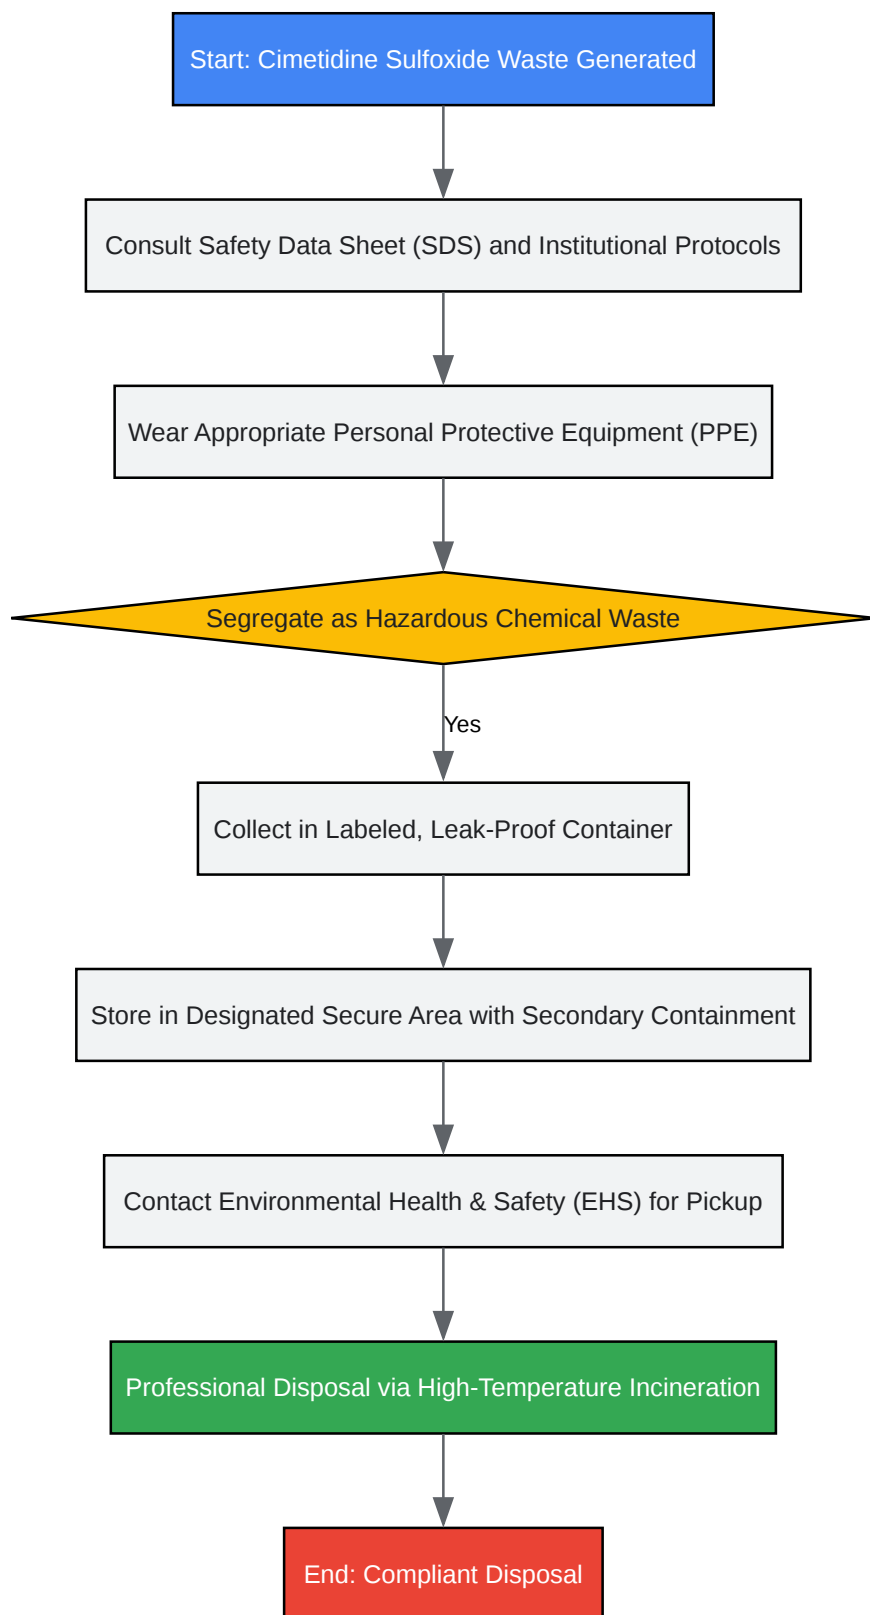 Start: Cimetidine Sulfoxide Waste Generated
Consult Safety Data Sheet (SDS) and Institutional Protocols
Wear Appropriate Personal Protective Equipment (PPE)
Segregate as Hazardous Chemical Waste
Yes
Collect in Labeled, Leak-Proof Container
Store in Designated Secure Area with Secondary Containment
Contact Environmental Health & Safety (EHS) for Pickup
Professional Disposal via High-Temperature Incineration
End: Compliant Disposal